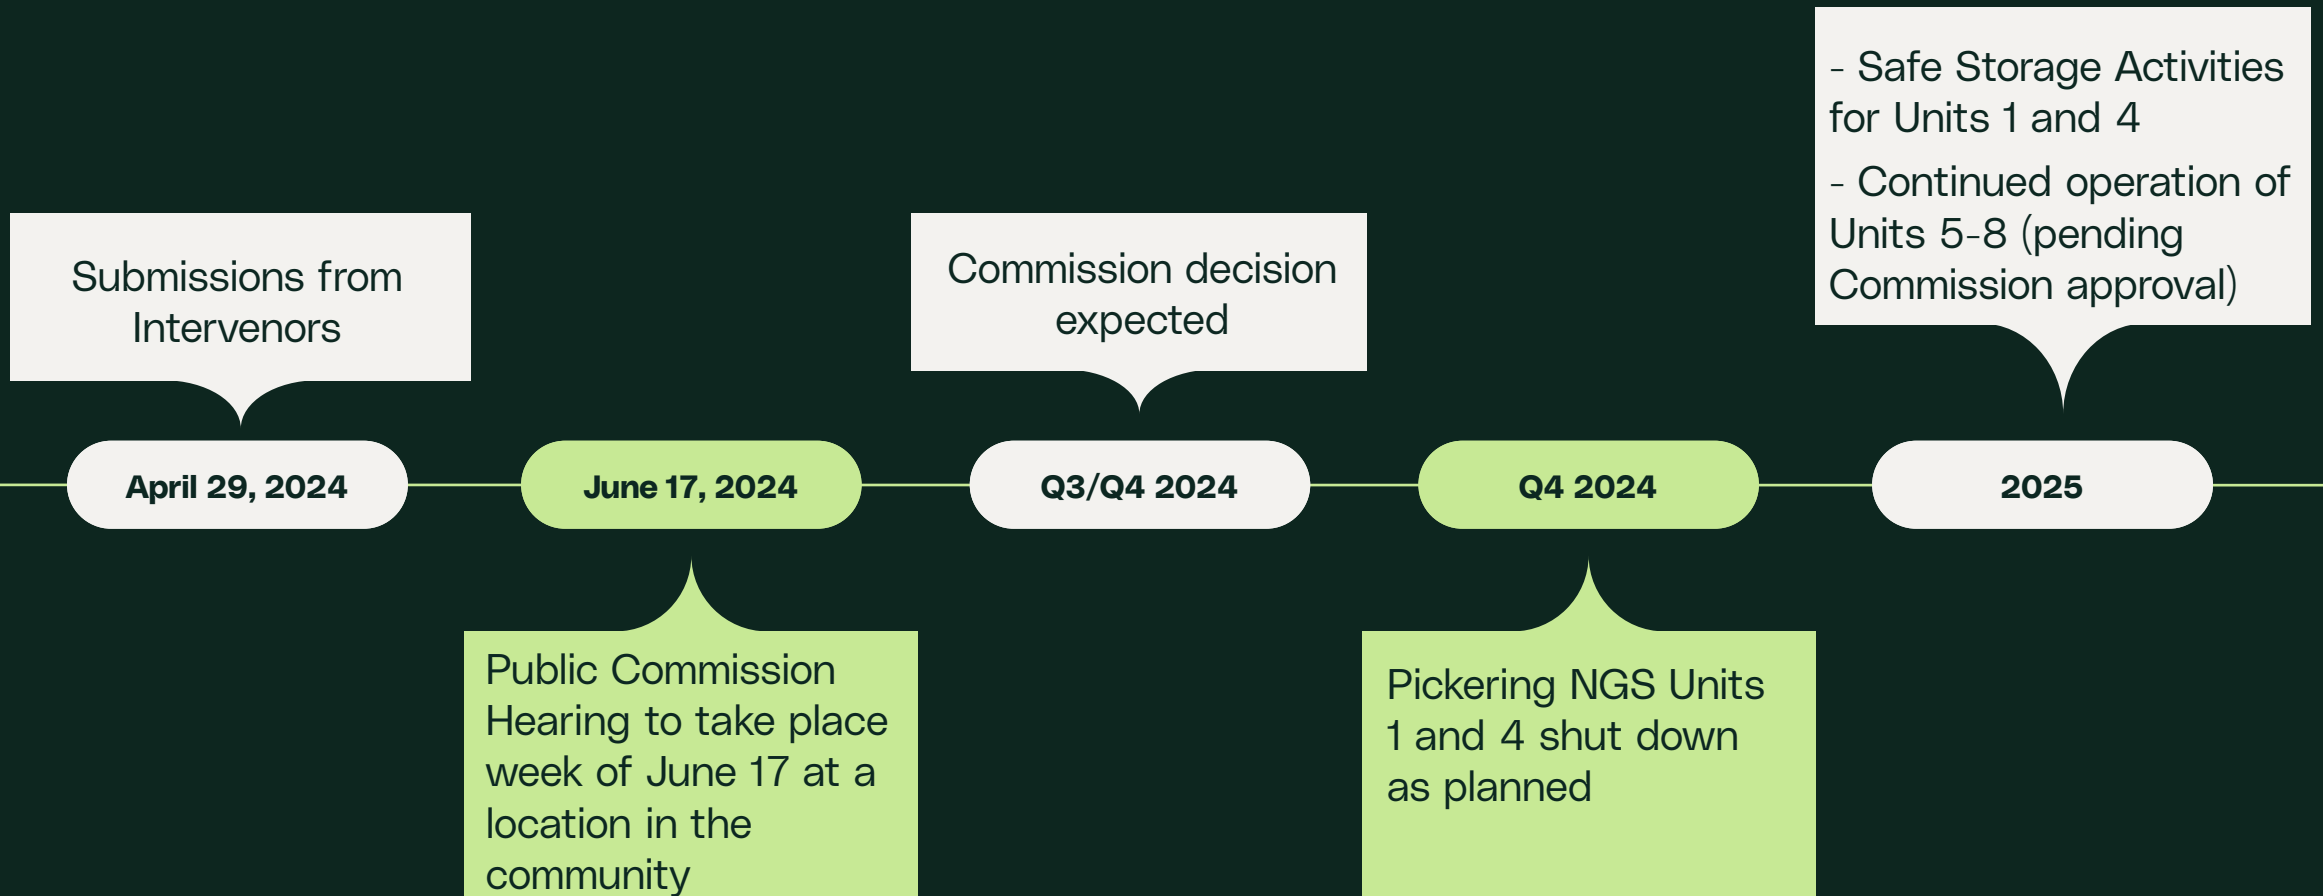 Submissions from
Intervenors
April 29, 2024
June 17, 2024
Public Commission
Hearing to take place
week of June 17 at a
location in the
community
Commission decision
expected
Q3/Q4 2024
Q4 2024
Pickering NGS Units
1 and 4 shut down
as planned
- Safe Storage Activities
for Units 1 and 4
- Continued operation of
Units 5-8 (pending
Commission approval)
2025